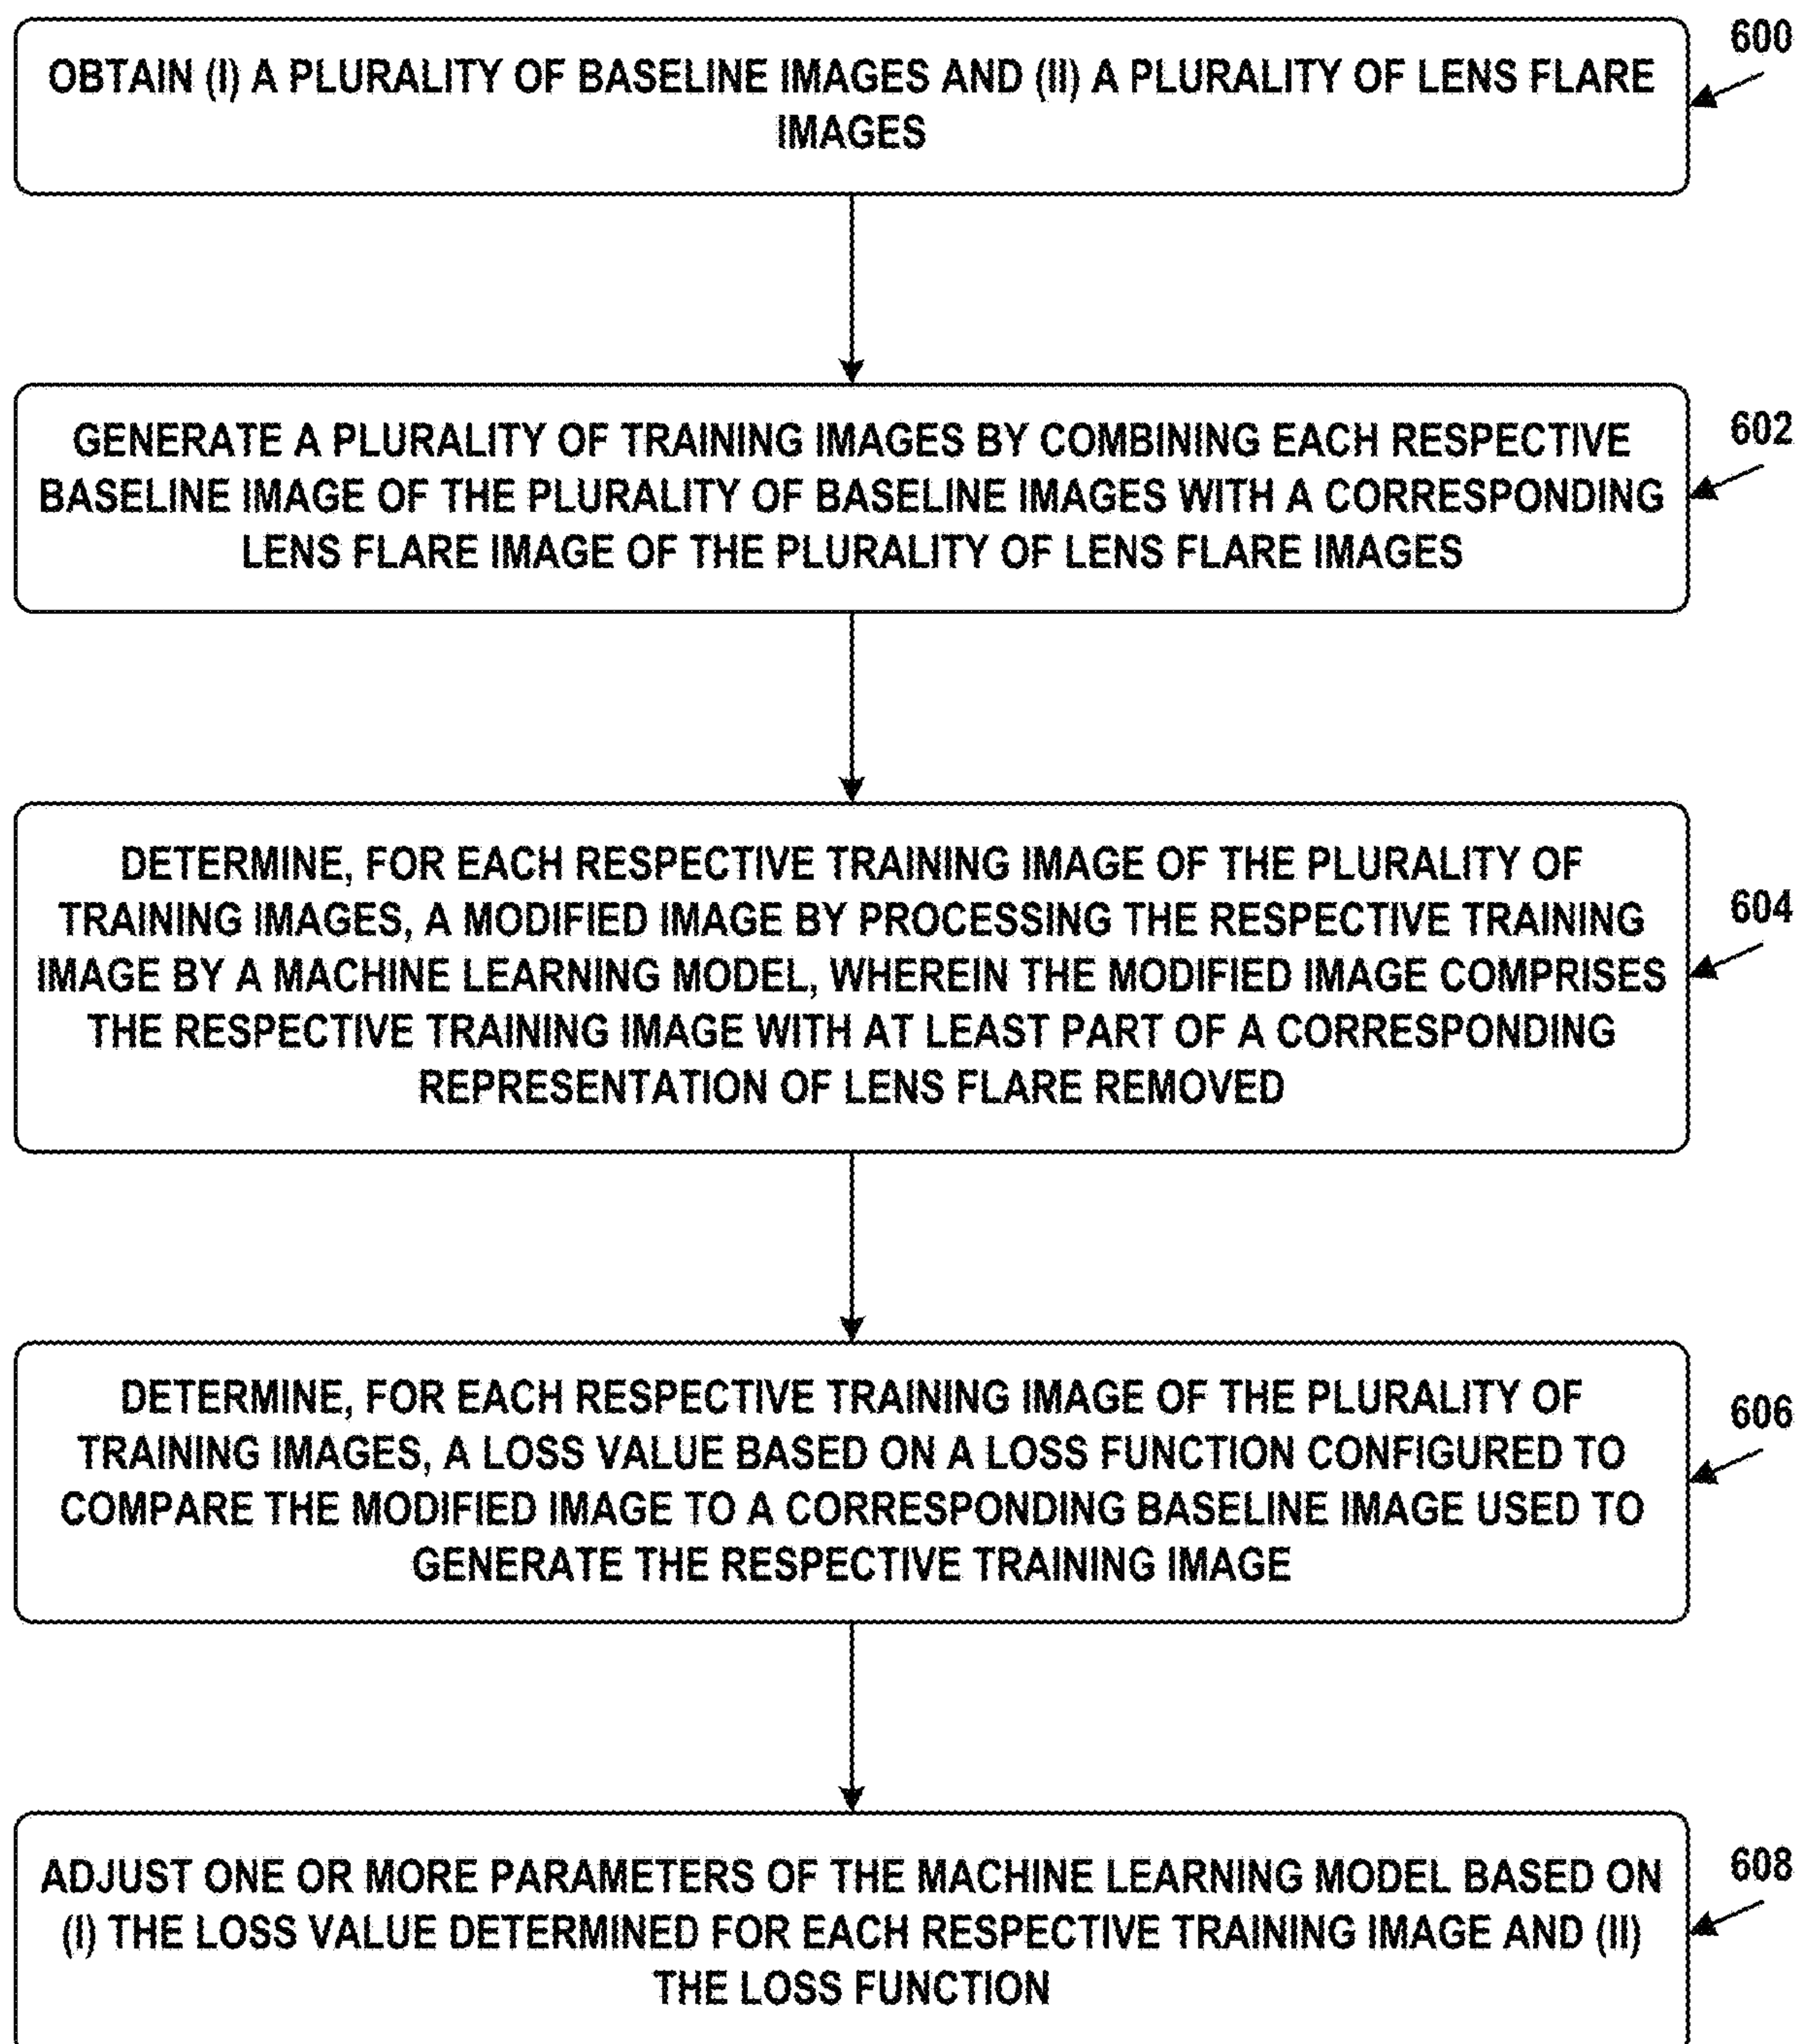 OBTAIN (I) A PLURALITY OF BASELINE IMAGES AND (II) A PLURALITY OF LENS FLARE
IMAGES
600
GENERATE A PLURALITY OF TRAINING IMAGES BY COMBINING EACH RESPECTIVE
BASELINE IMAGE OF THE PLURALITY OF BASELINE IMAGES WITH A CORRESPONDING
LENS FLARE IMAGE OF THE PLURALITY OF LENS FLARE IMAGES
602
DETERMINE, FOR EACH RESPECTIVE TRAINING IMAGE OF THE PLURALITY OF
TRAINING IMAGES, A MODIFIED IMAGE BY PROCESSING THE RESPECTIVE TRAINING
IMAGE BY A MACHINE LEARNING MODEL, WHEREIN THE MODIFIED IMAGE COMPRISES
THE RESPECTIVE TRAINING IMAGE WITH AT LEAST PART OF A CORRESPONDING
REPRESENTATION OF LENS FLARE REMOVED
604
DETERMINE, FOR EACH RESPECTIVE TRAINING IMAGE OF THE PLURALITY OF
TRAINING IMAGES, A LOSS VALUE BASED ON A LOSS FUNCTION CONFIGURED TO
COMPARE THE MODIFIED IMAGE TO A CORRESPONDING BASELINE IMAGE USED TO
GENERATE THE RESPECTIVE TRAINING IMAGE
606
ADJUST ONE OR MORE PARAMETERS OF THE MACHINE LEARNING MODEL BASED ON
(I) THE LOSS VALUE DETERMINED FOR EACH RESPECTIVE TRAINING IMAGE AND (II)
THE LOSS FUNCTION
608